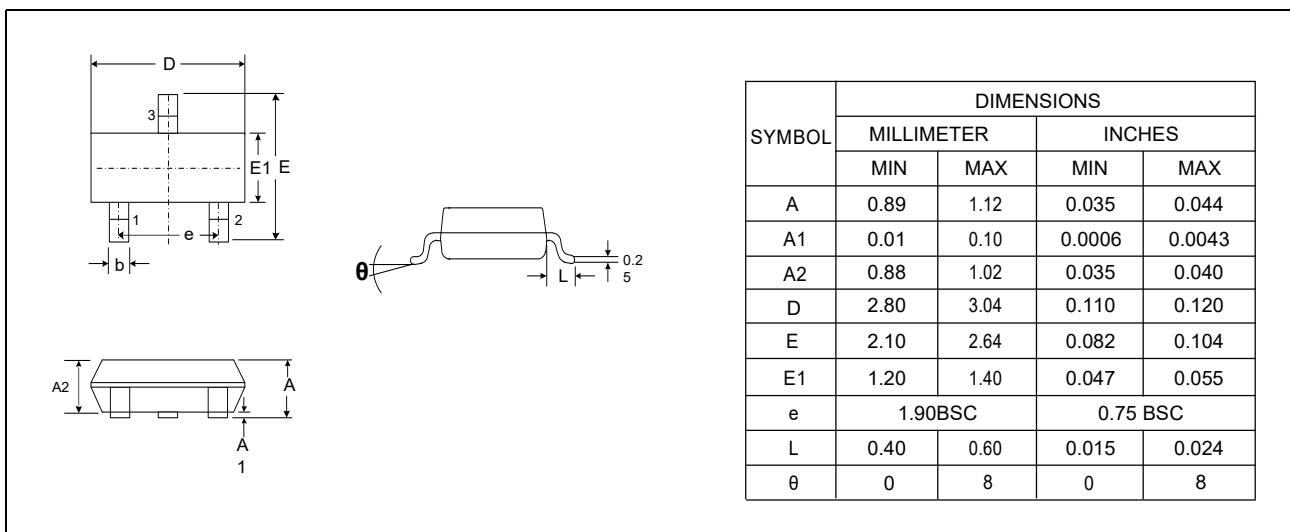 D
3
E1 E
1 2
e
b
θ
L
0.2
5
A2
A
A
1
DIMENSIONS
SYMBOL MILLIMETER INCHES
MIN MAX MIN MAX
A 0.89 1.12 0.035 0.044
A1 0.01 0.10 0.0006 0.0043
A2 0.88 1.02 0.035 0.040
D 2.80 3.04 0.110 0.120
E 2.10 2.64 0.082 0.104
E1 1.20 1.40 0.047 0.055
e 1.90BSC 0.75 BSC
L 0.40 0.60 0.015 0.024
θ 0 8 0 8